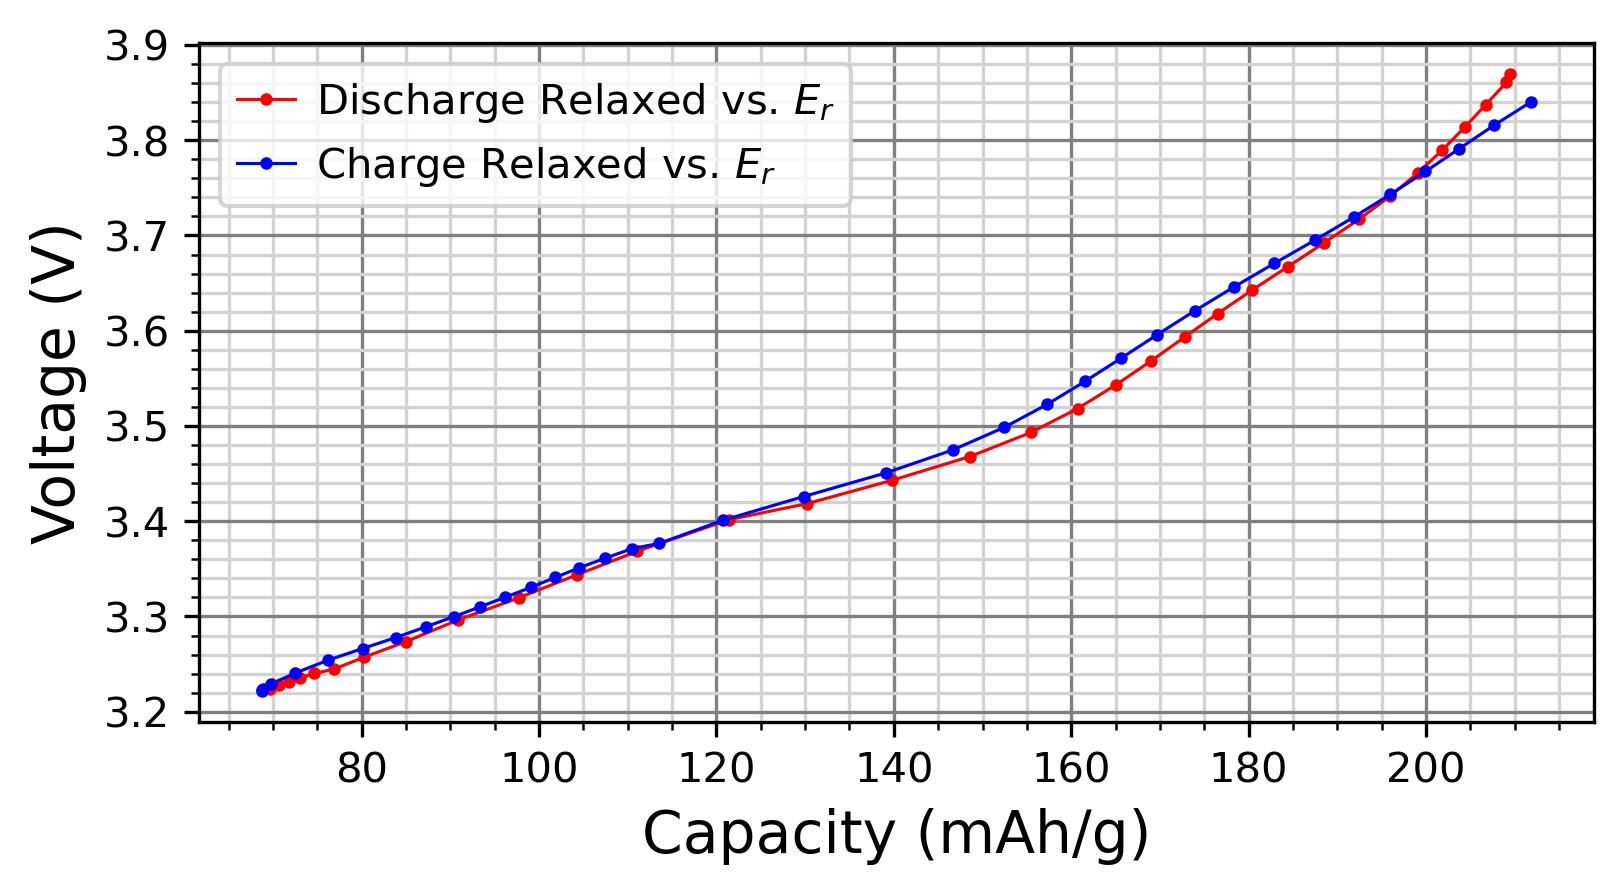 3.9
3.8
3.7
3.6
3.5
3.4
3.3
3.2
Voltage (V)
Discharge Relaxed vs. E_r
Charge Relaxed vs. E_r
80 100 120 140 160 180 200
Capacity (mAh/g)